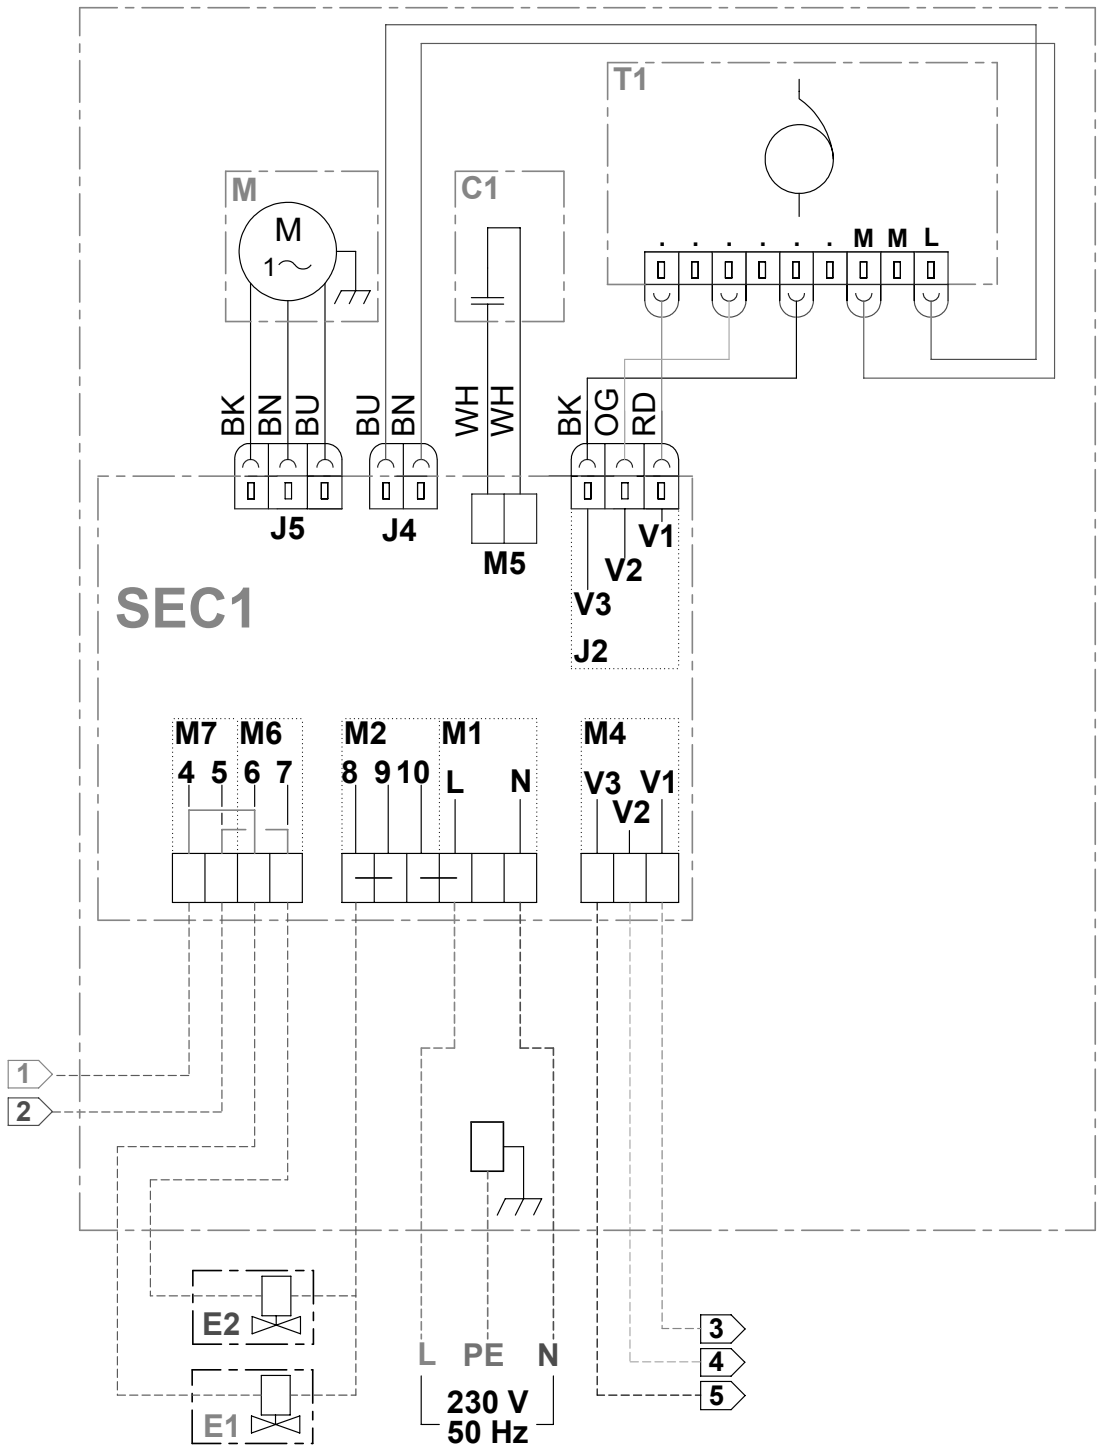 T1
M
C1
M
1
. . . . . . M M L
BK
BN
BU
BU
BN
WH
WH
BK
OG
RD
J5
J4
M5
V1
V2
V3
J2
SEC1
M7 M6
4 5 6 7
M2 M1
8 9 10 L N
M4
V3 V1
V2
1
2
E2
E1
L PE N
230 V
50 Hz
3
4
5